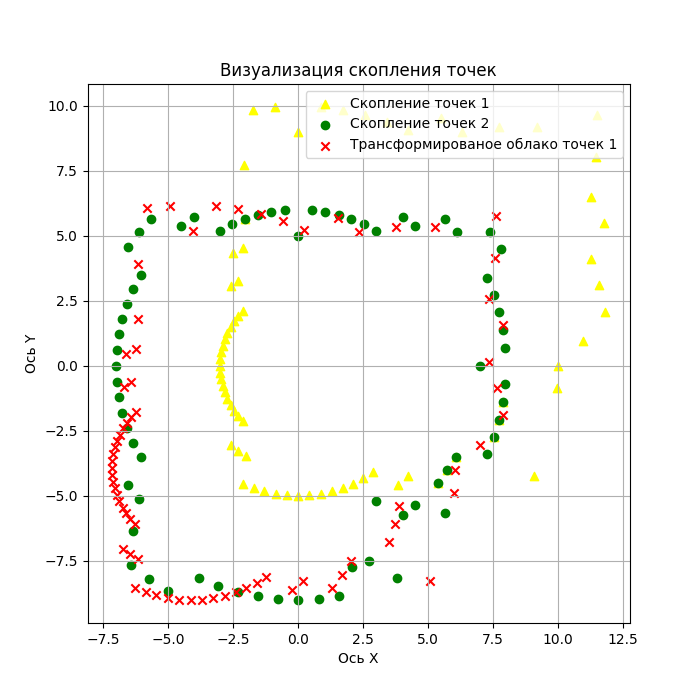 Визуализация скопления точек
Скопление точек 1
Скопление точек 2
Трансформированое облако точек 1
10.0
7.5
5.0
2.5
0.0
−2.5
−5.0
−7.5
Ось Y
−7.5 −5.0 −2.5 0.0 2.5 5.0 7.5 10.0 12.5
Ось X